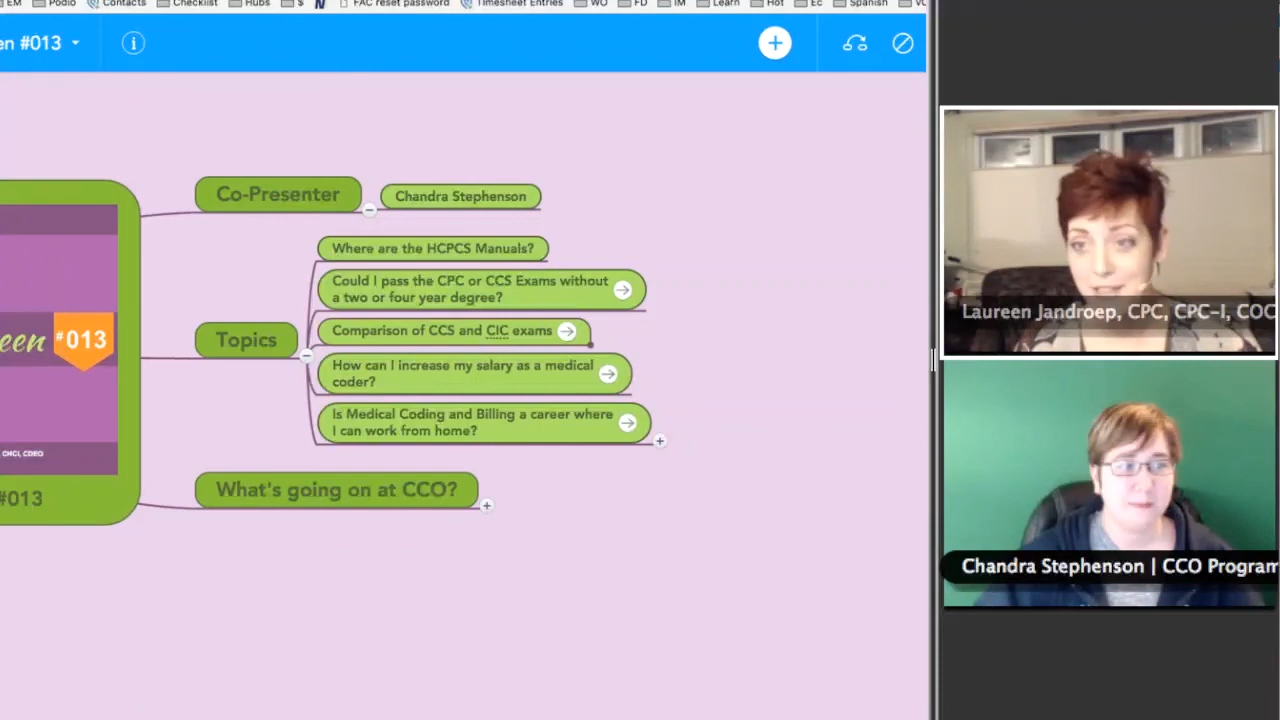 EM Podio Contacts Checklist Hubs $ N FAC reset password Timesheet Entries WO FD IM Learn Hot Ec Spanish
en #013
Co-Presenter
Chandra Stephenson
Where are the HCPCS Manuals?
Could I pass the CPC or CCS Exams without
a two or four year degree?
Topics
Comparison of CCS and CIC exams
How can I increase my salary as a medical
coder?
Is Medical Coding and Billing a career where
I can work from home?
What's going on at CCO?
een
#013
, CHCI, CDEO
#013
Laureen Jandroep, CPC, CPC-I, COC
Chandra Stephenson | CCO Program